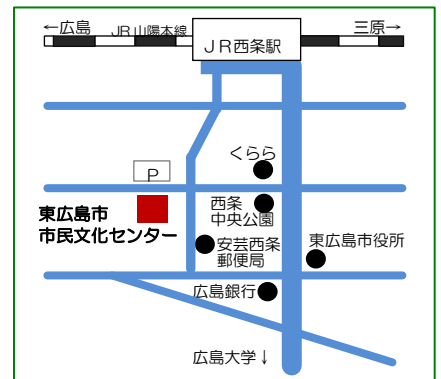 ←広島
JR山陽本線
三原→
JR西条駅
くらら
P
西条
中央公園
東広島市
市民文化センター
安芸西条
郵便局
東広島市役所
広島銀行
広島大学↓